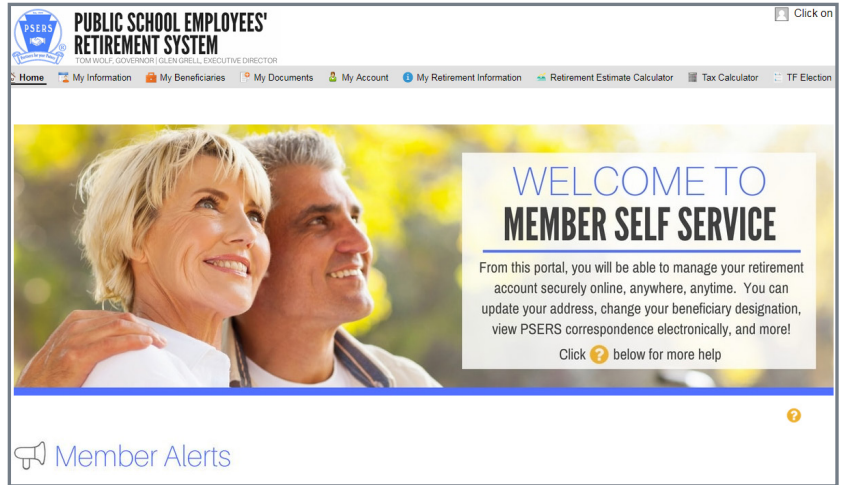 Click on
PSERS
Partners for your Future
®
PUBLIC SCHOOL EMPLOYEES'
RETIREMENT SYSTEM
TOM WOLF, GOVERNOR | GLEN GRELL, EXECUTIVE DIRECTOR
Home My Information My Beneficiaries My Documents My Account My Retirement Information Retirement Estimate Calculator Tax Calculator TF Election
WELCOME TO
MEMBER SELF SERVICE
From this portal, you will be able to manage your retirement
account securely online, anywhere, anytime. You can
update your address, change your beneficiary designation,
view PSERS correspondence electronically, and more!
Click ? below for more help
?
Member Alerts